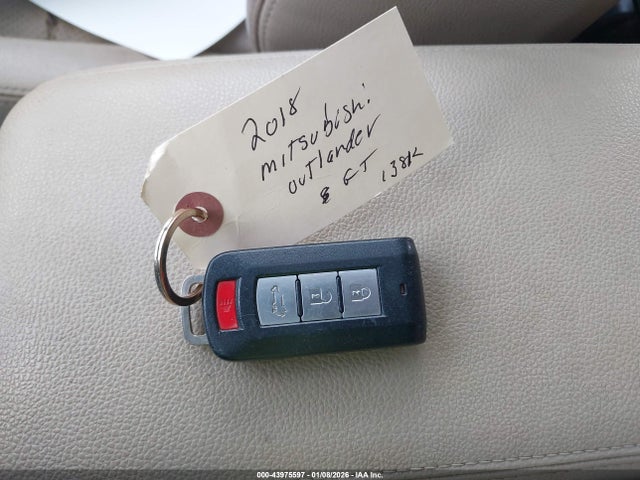 2018
mitsubishi
outlander
& GT 138K
000-43975597 - 01/08/2026 - IAA Inc.